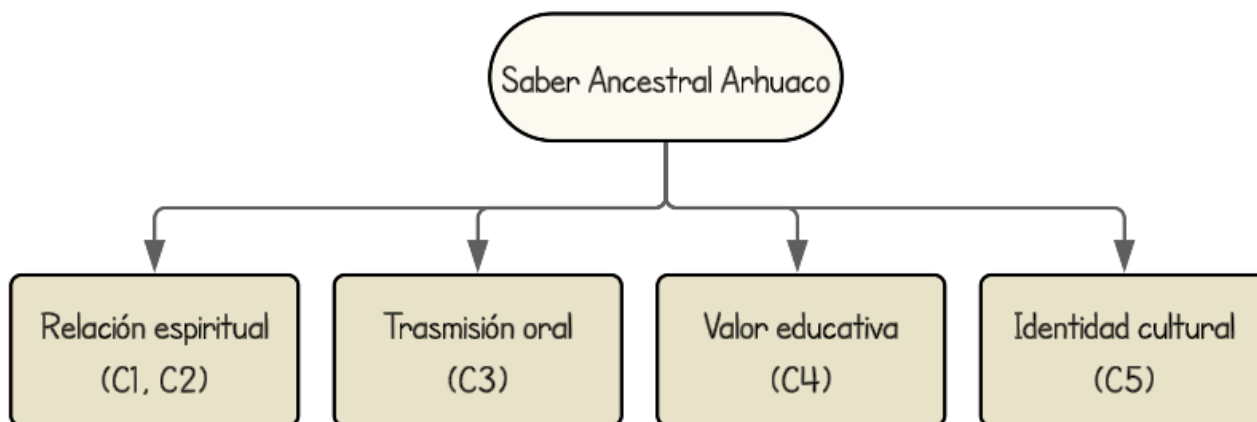 Saber Ancestral Arhuaco
Relación espiritual
(C1, C2)
Trasmisión oral
(C3)
Valor educativa
(C4)
Identidad cultural
(C5)